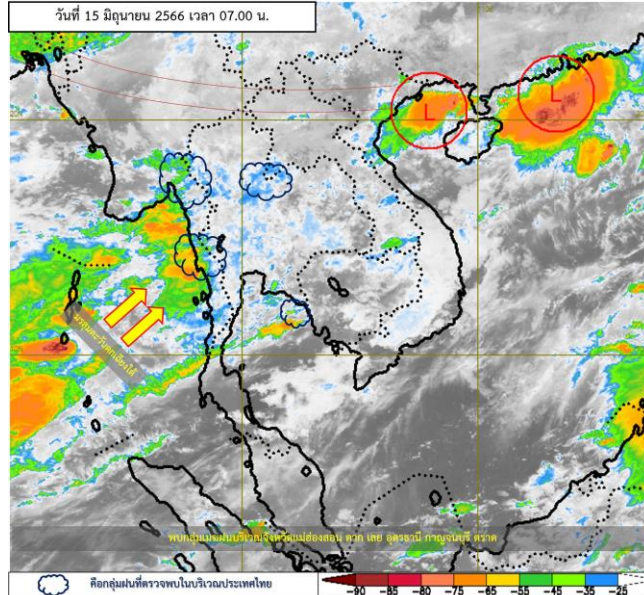 วันที่ 15 มิถุนายน 2566 เวลา 07.00 น.
L
L
มรสุมตะวันตกเฉียงใต้
พบกลุ่มเมฆฝนบริเวณจังหวัดแม่ฮ่องสอน ตาก เลย อุดรธานี กาญจนบุรี ตราด
คือกลุ่มฝนที่ตรวจพบในบริเวณประเทศไทย
-90 -85 -80 -75 -65 -55 -45 -35 -25